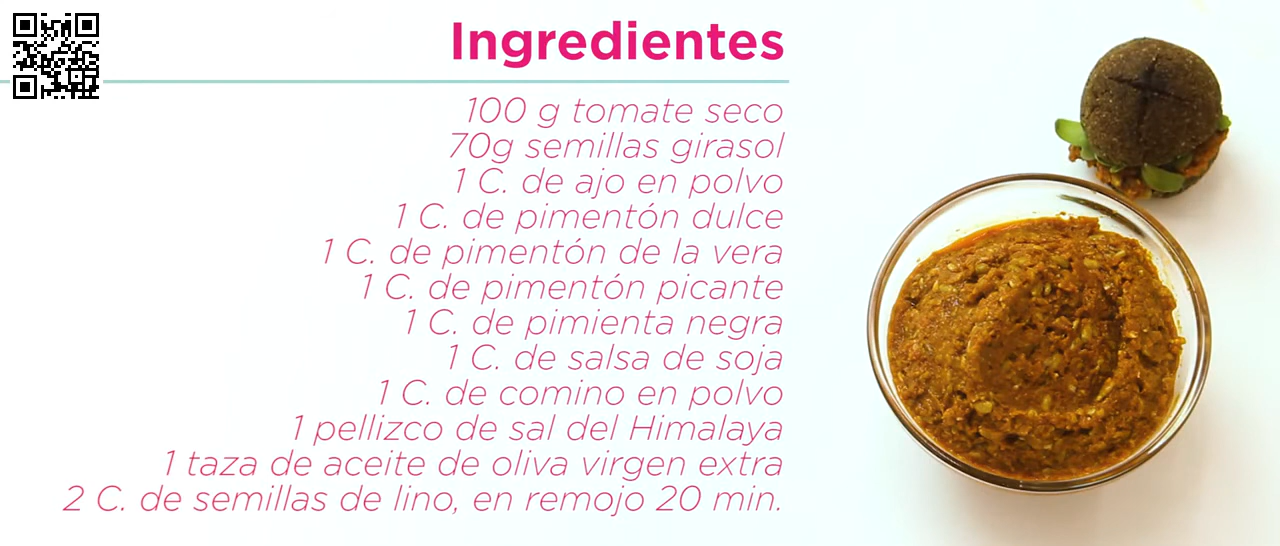 Ingredientes
100 g tomate seco
70g semillas girasol
1 C. de ajo en polvo
1 C. de pimentón dulce
1 C. de pimentón de la vera
1 C. de pimentón picante
1 C. de pimienta negra
1 C. de salsa de soja
1 C. de comino en polvo
1 pellizco de sal del Himalaya
1 taza de aceite de oliva virgen extra
2 C. de semillas de lino, en remojo 20 min.